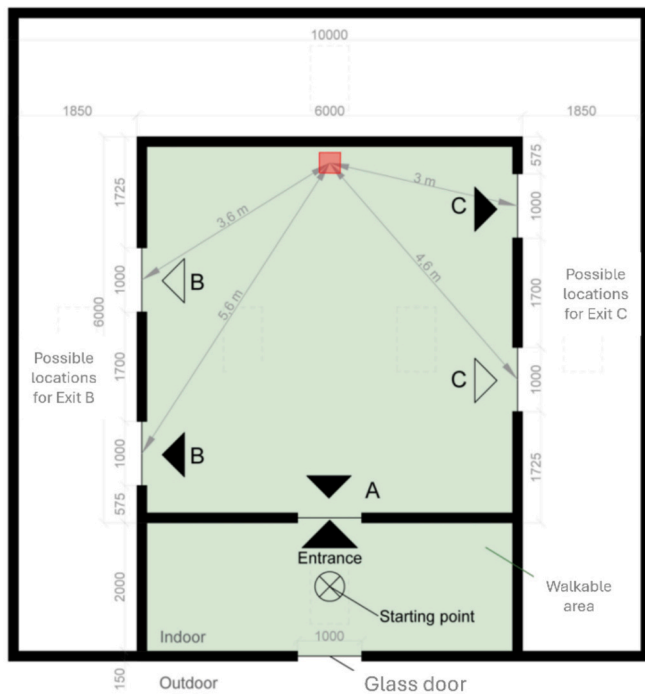 10000
1850
6000
1850
575
1725
3 m
C
1000
3,6 m
4,6 m
B
1000
5,6 m
6000
1700
Possible
locations
for Exit C
Possible
locations
for Exit B
1700
C
1000
B
1000
1725
A
575
Entrance
Walkable
area
2000
Starting point
Indoor
1000
150
Outdoor
Glass door